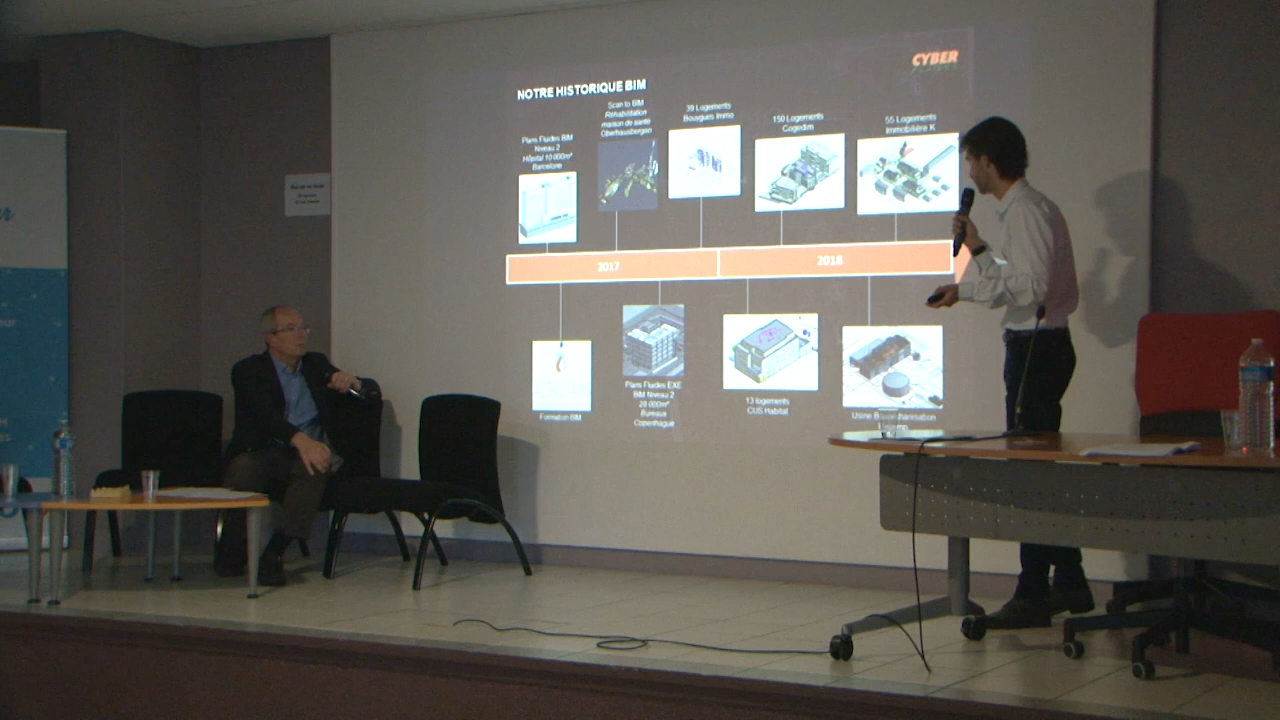 CYBER
NOTRE HISTORIQUE BIM
Plans Fluides BIM
Niveau 2
Hôpital 10 000m²
Barcelone
Scan to BIM
Réhabilitation
maison de santé
Oberhausbergen
39 Logements
Bouygues Immo
150 Logements
Cogedim
55 Logements
Immobilière K
2017
2018
Formation BIM
Plans Fluides EXE
BIM Niveau 2
28 000m²
Bureaux
Copenhague
13 logements
CUS Habitat
Usine